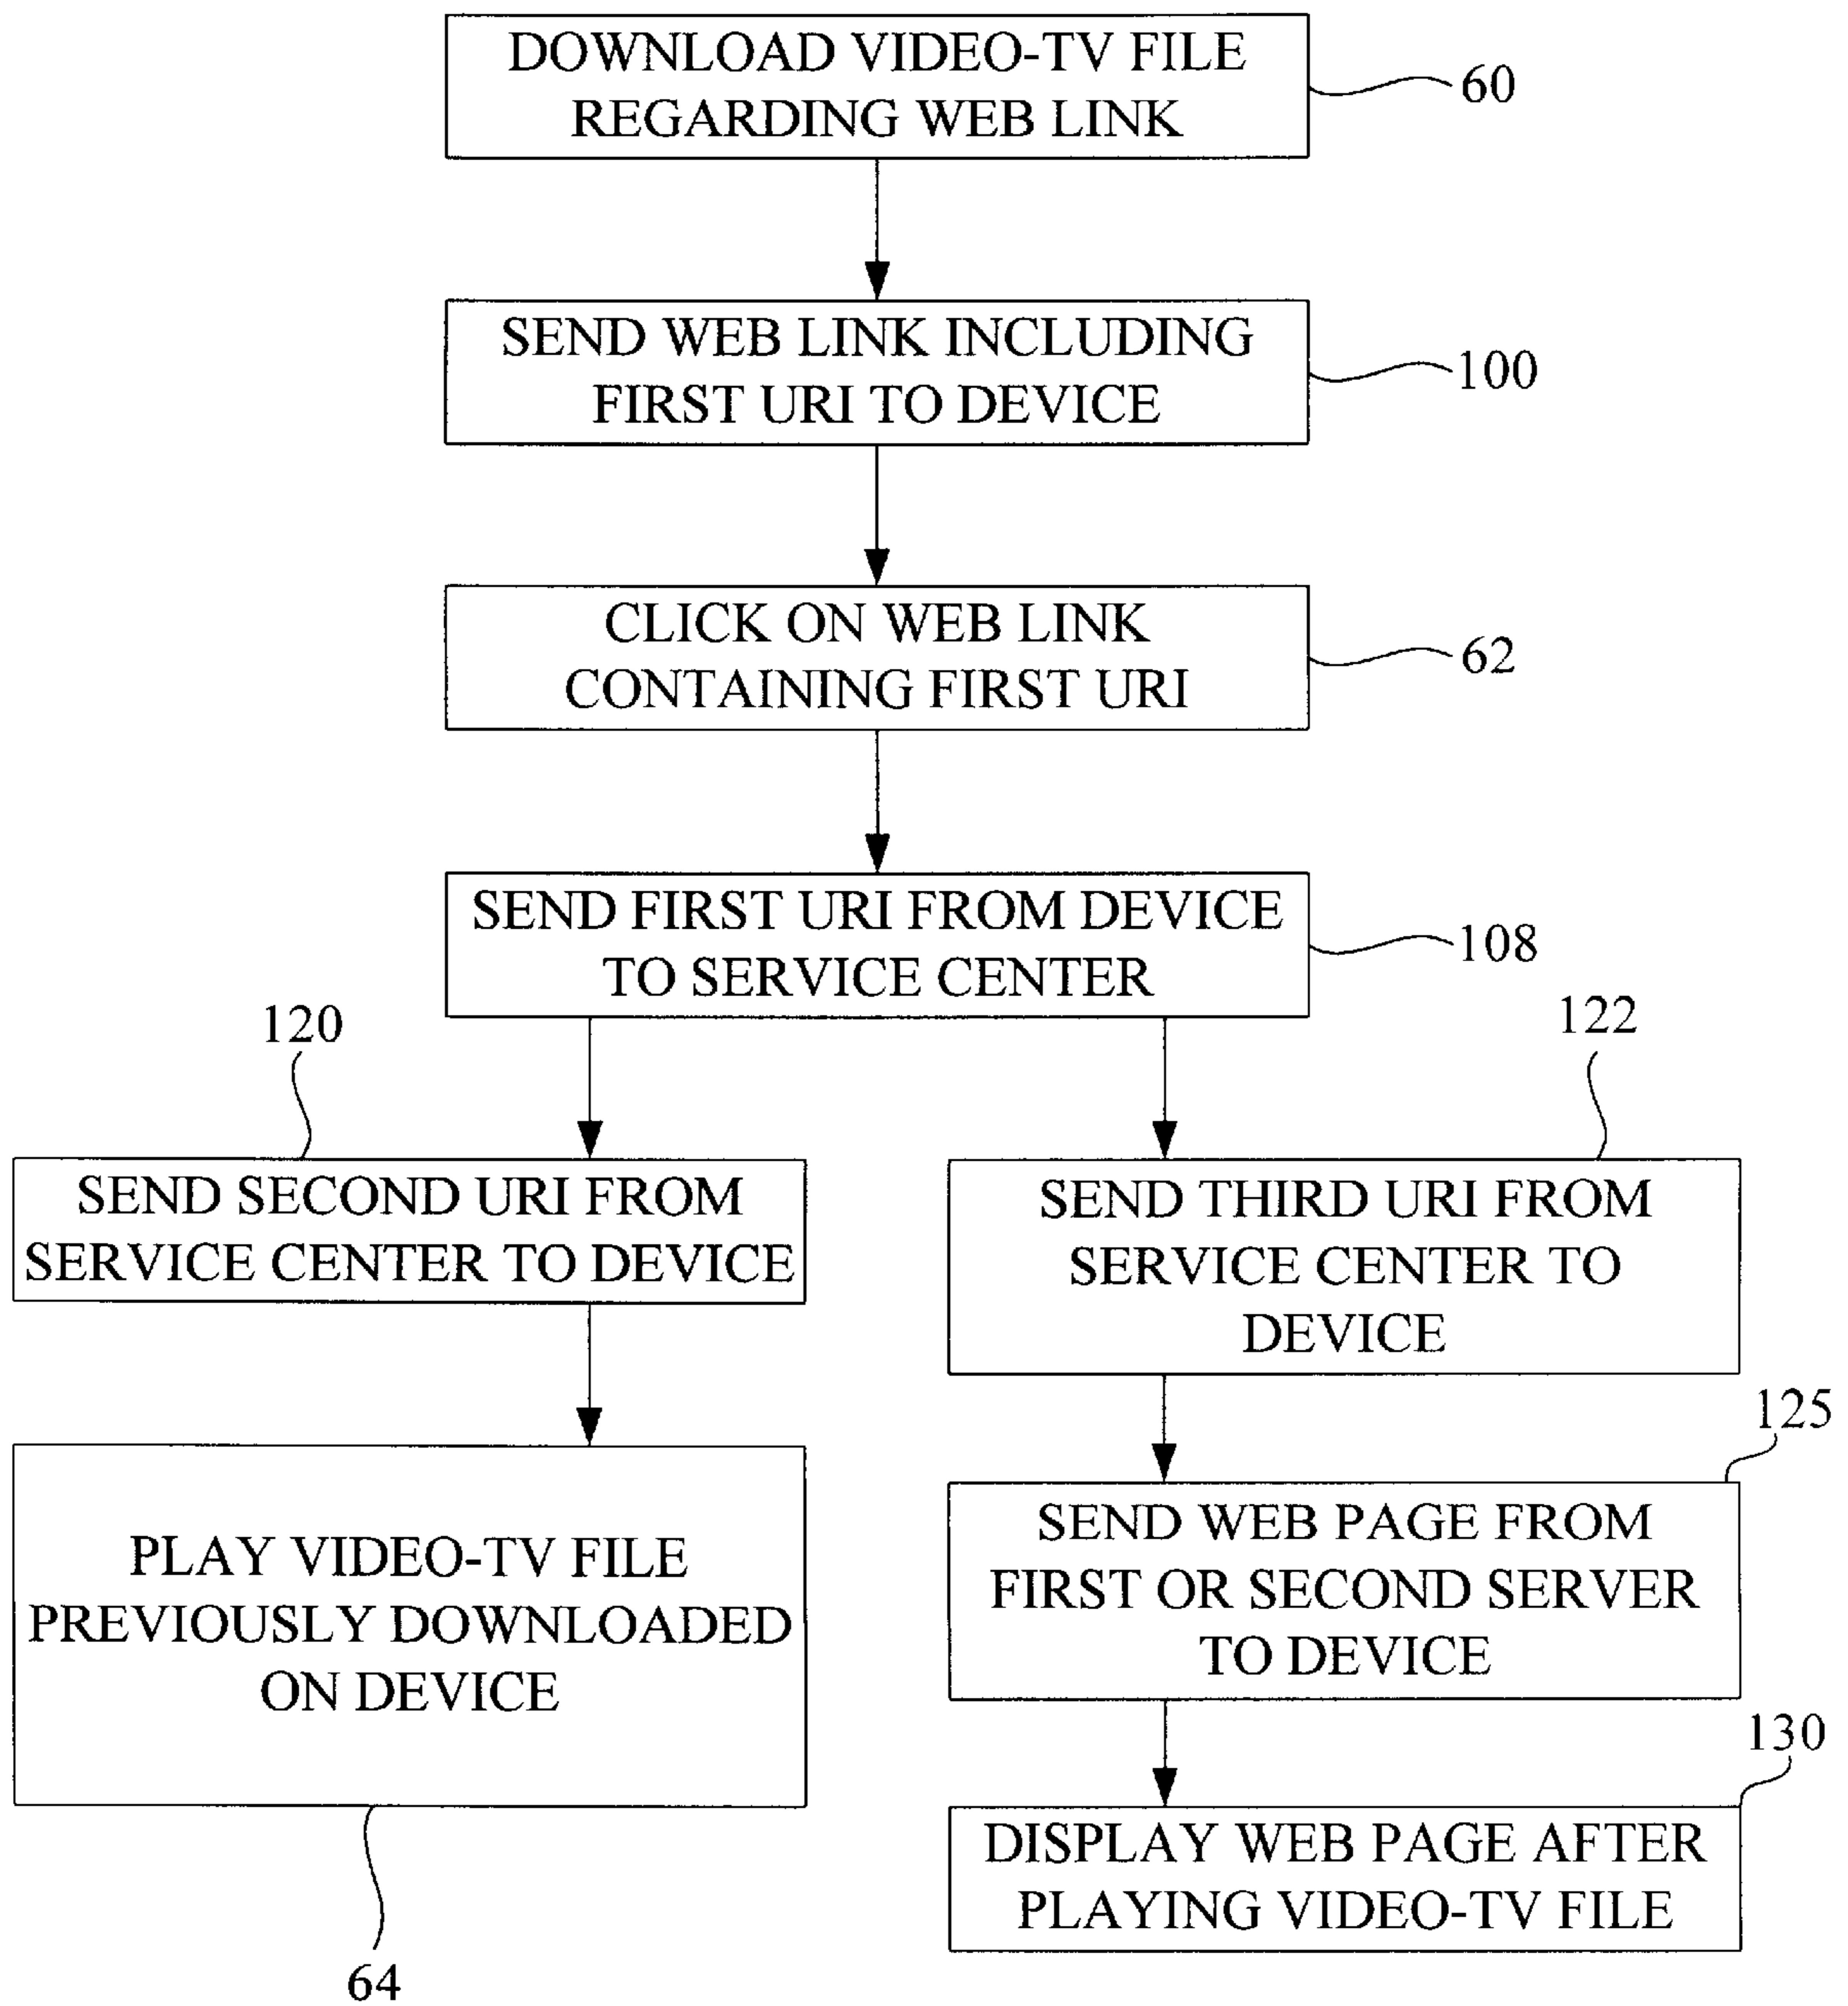 DOWNLOAD VIDEO-TV FILE
REGARDING WEB LINK
60
SEND WEB LINK INCLUDING
FIRST URI TO DEVICE
100
CLICK ON WEB LINK
CONTAINING FIRST URI
62
SEND FIRST URI FROM DEVICE
TO SERVICE CENTER
108
120
SEND SECOND URI FROM
SERVICE CENTER TO DEVICE
122
SEND THIRD URI FROM
SERVICE CENTER TO
DEVICE
PLAY VIDEO-TV FILE
PREVIOUSLY DOWNLOADED
ON DEVICE
64
125
SEND WEB PAGE FROM
FIRST OR SECOND SERVER
TO DEVICE
130
DISPLAY WEB PAGE AFTER
PLAYING VIDEO-TV FILE